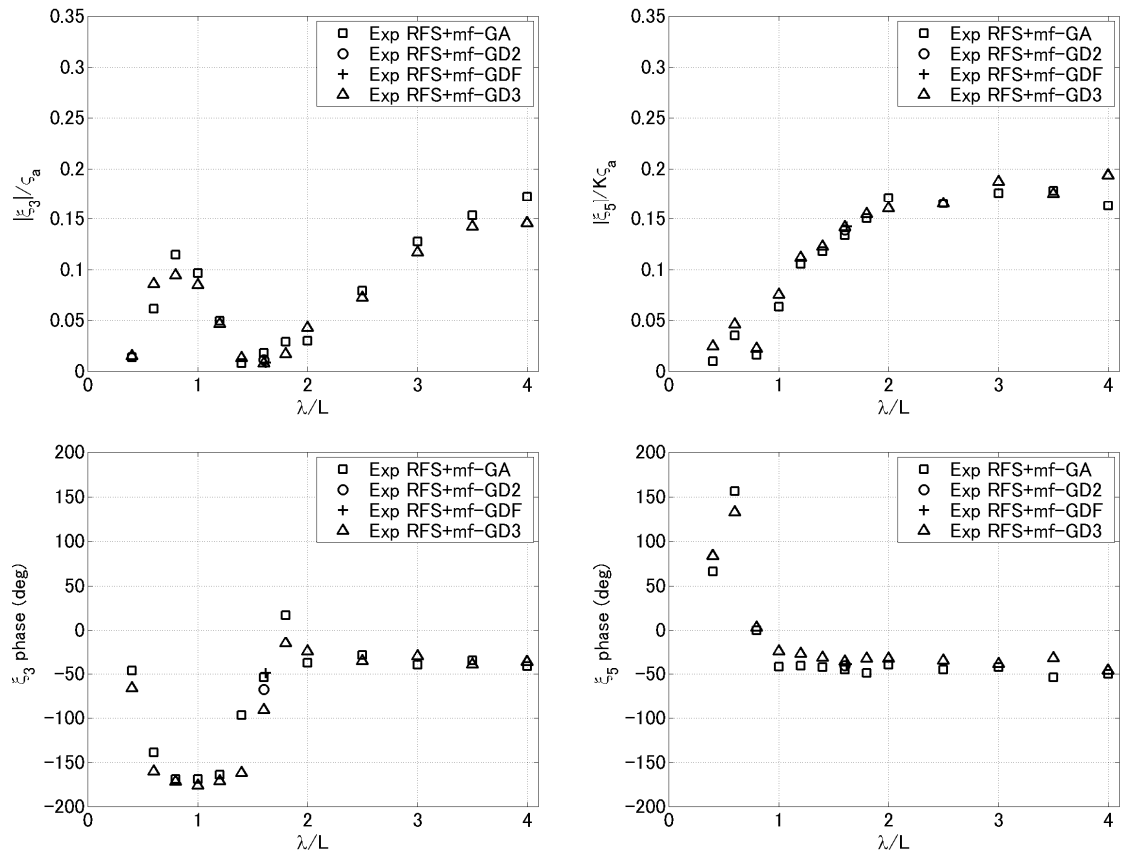 0.35
0.3
0.25
0.2
0.15
0.1
0.05
0
|ξ3|/ςa
Exp RFS+mf-GA
Exp RFS+mf-GD2
Exp RFS+mf-GDF
Exp RFS+mf-GD3
0 1 2 3 4
λ/L
0.35
0.3
0.25
0.2
0.15
0.1
0.05
0
|ξ5|/Kςa
Exp RFS+mf-GA
Exp RFS+mf-GD2
Exp RFS+mf-GDF
Exp RFS+mf-GD3
0 1 2 3 4
λ/L
200
150
100
50
0
-50
-100
-150
-200
ξ3 phase (deg)
Exp RFS+mf-GA
Exp RFS+mf-GD2
Exp RFS+mf-GDF
Exp RFS+mf-GD3
0 1 2 3 4
λ/L
200
150
100
50
0
-50
-100
-150
-200
ξ5 phase (deg)
Exp RFS+mf-GA
Exp RFS+mf-GD2
Exp RFS+mf-GDF
Exp RFS+mf-GD3
0 1 2 3 4
λ/L